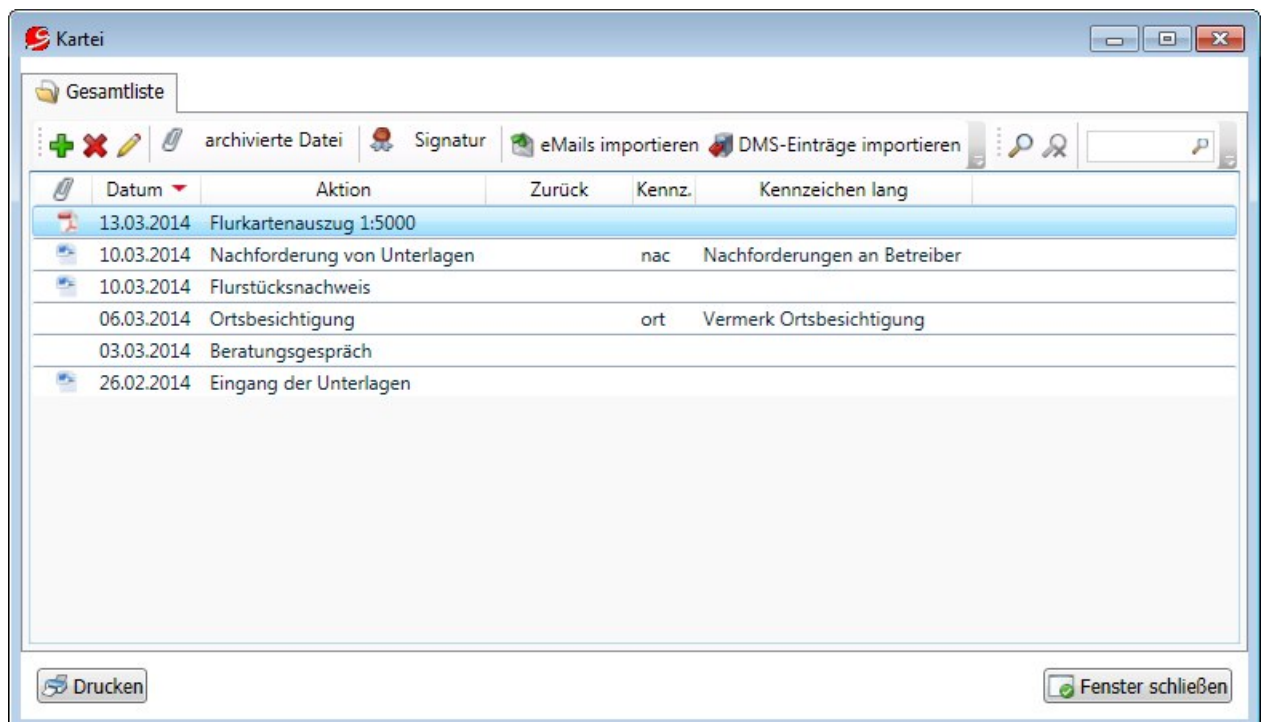 Kartei
Gesamtliste
archivierte Datei Signatur eMails importieren DMS-Einträge importieren
Datum Aktion Zurück Kennz. Kennzeichen lang
13.03.2014 Flurkartenauszug 1:5000
10.03.2014 Nachforderung von Unterlagen nac Nachforderungen an Betreiber
10.03.2014 Flurstücksnachweis
06.03.2014 Ortsbesichtigung ort Vermerk Ortsbesichtigung
03.03.2014 Beratungsgespräch
26.02.2014 Eingang der Unterlagen
Drucken Fenster schließen